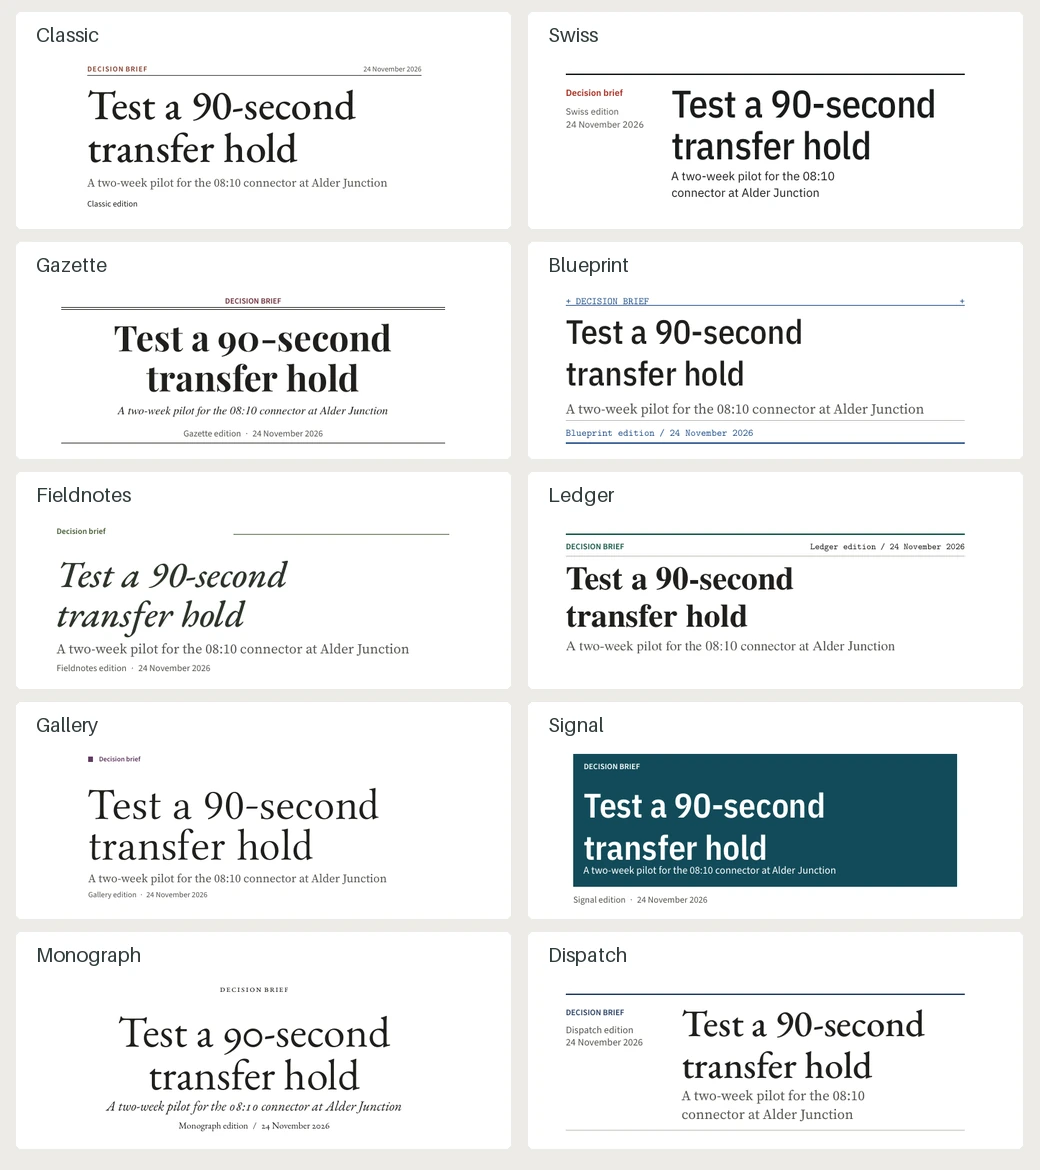 Classic
DECISION BRIEF 24 November 2026
Test a 90-second
transfer hold
A two-week pilot for the 08:10 connector at Alder Junction
Classic edition
Swiss
Decision brief
Swiss edition
24 November 2026
Test a 90-second
transfer hold
A two-week pilot for the 08:10
connector at Alder Junction
Gazette
DECISION BRIEF
Test a 90-second
transfer hold
A two-week pilot for the 08:10 connector at Alder Junction
Gazette edition · 24 November 2026
Blueprint
+ DECISION BRIEF +
Test a 90-second
transfer hold
A two-week pilot for the 08:10 connector at Alder Junction
Blueprint edition / 24 November 2026
Fieldnotes
Decision brief
Test a 90-second
transfer hold
A two-week pilot for the 08:10 connector at Alder Junction
Fieldnotes edition · 24 November 2026
Ledger
DECISION BRIEF Ledger edition / 24 November 2026
Test a 90-second
transfer hold
A two-week pilot for the 08:10 connector at Alder Junction
Gallery
Decision brief
Test a 90-second
transfer hold
A two-week pilot for the 08:10 connector at Alder Junction
Gallery edition · 24 November 2026
Signal
DECISION BRIEF
Test a 90-second
transfer hold
A two-week pilot for the 08:10 connector at Alder Junction
Signal edition · 24 November 2026
Monograph
DECISION BRIEF
Test a 90-second
transfer hold
A two-week pilot for the 08:10 connector at Alder Junction
Monograph edition / 24 November 2026
Dispatch
DECISION BRIEF
Dispatch edition
24 November 2026
Test a 90-second
transfer hold
A two-week pilot for the 08:10
connector at Alder Junction